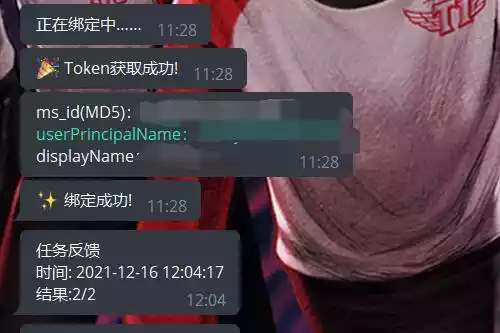 正在绑定中…… 11:28
🎉 Token获取成功! 11:28
ms_id(MD5):
userPrincipalName:
displayName:
11:28
✨ 绑定成功! 11:28
任务反馈
时间: 2021-12-16 12:04:17
结果:2/2
12:04
T1